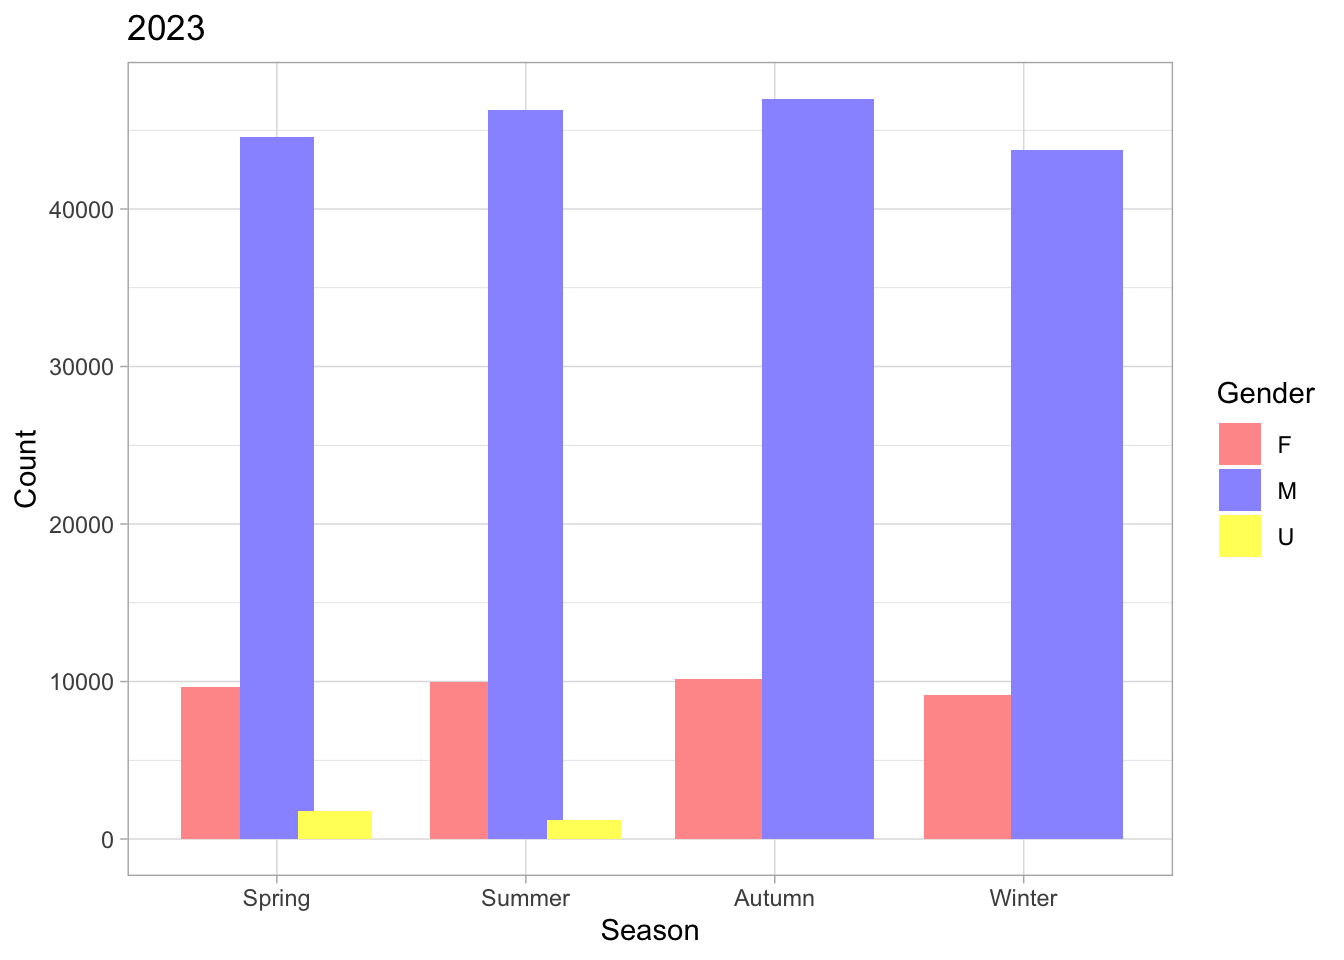 2023
40000
30000
20000
10000
0
Count
Spring
Summer
Autumn
Winter
Season
Gender
F
M
U